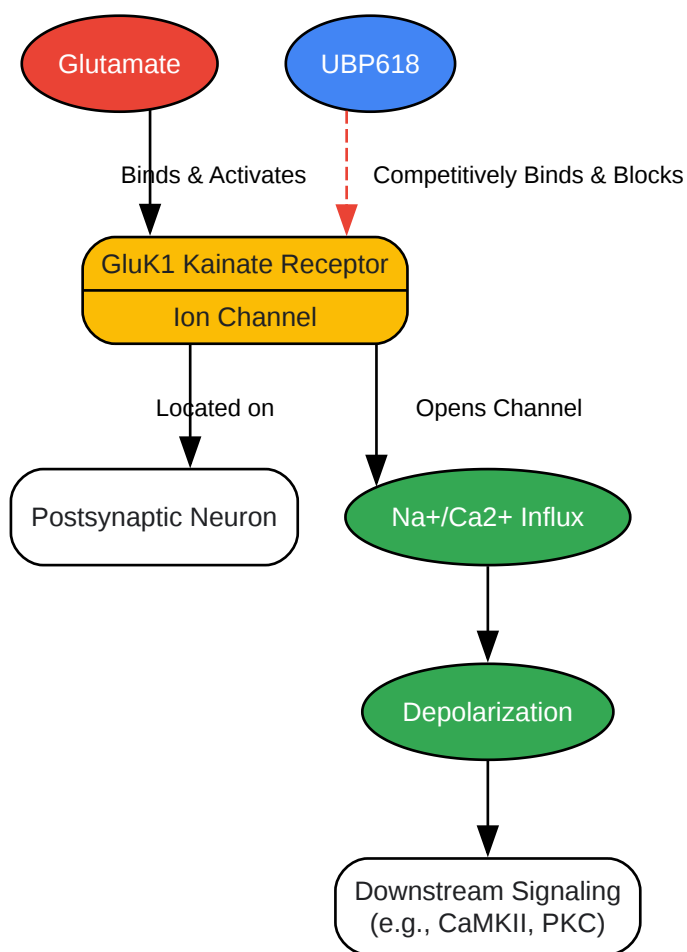 Glutamate
UBP618
Binds & Activates
Competitively Binds & Blocks
GluK1 Kainate Receptor
Ion Channel
Located on
Opens Channel
Postsynaptic Neuron
Na+/Ca2+ Influx
Depolarization
Downstream Signaling
(e.g., CaMKII, PKC)